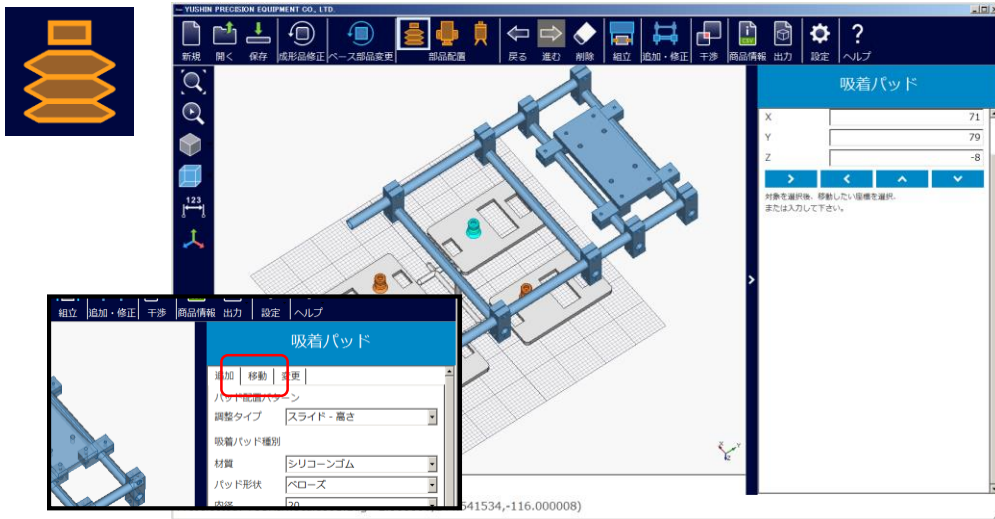 YUSHIN PRECISION EQUIPMENT CO., LTD.
新規 開く 保存 成形品修正 ベース部品変更 部品配置 戻る 進む 削除 組立 追加・修正 干渉 商品情報 出力 設定 ヘルプ
吸着パッド
X 71
Y 79
Z -8
対象を選択後、移動したい座標を選択、
または入力して下さい。
123
組立 追加・修正 干渉 商品情報 出力 設定 ヘルプ
吸着パッド
追加 移動 変更
パッド配置パターン
調整タイプ スライド - 高さ
吸着パッド種別
材質 シリコーンゴム
パッド形状 ベローズ
内径 20
541534,-116.000008)
X Y Z